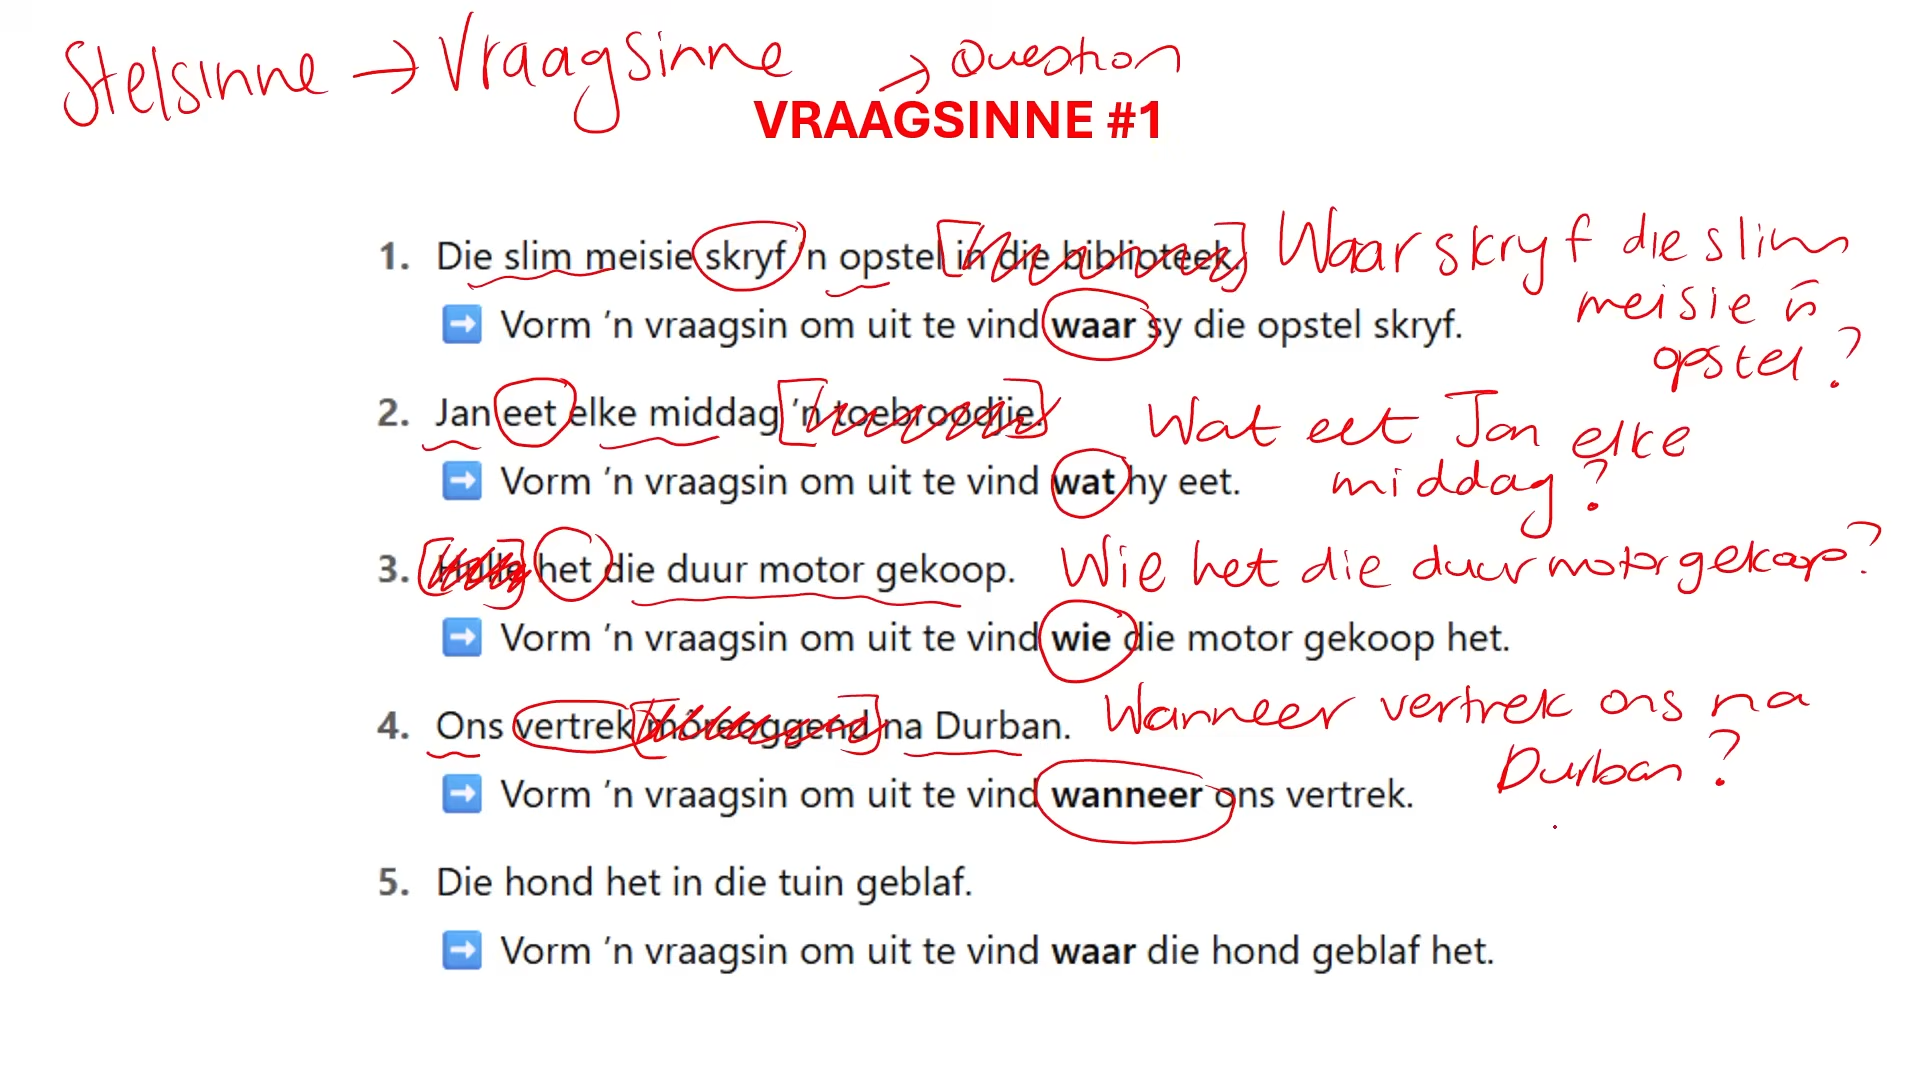 Stelsinne → Vraagsinne → Question
VRAAGSINNE #1
1. Die slim meisie skryf 'n opstel in die biblioteek. Waar skryf die slim
meisie 'n
➡ Vorm 'n vraagsin om uit te vind waar sy die opstel skryf.
opstel?
2. Jan eet elke middag 'n toebroodjie. Wat eet Jan elke
➡ Vorm 'n vraagsin om uit te vind wat hy eet. middag?
3. Hulle het die duur motor gekoop. Wie het die duur motor gekoop?
➡ Vorm 'n vraagsin om uit te vind wie die motor gekoop het.
4. Ons vertrek môreoggend na Durban. Wanneer vertrek ons na
Durban?
➡ Vorm 'n vraagsin om uit te vind wanneer ons vertrek.
5. Die hond het in die tuin geblaf.
➡ Vorm 'n vraagsin om uit te vind waar die hond geblaf het.